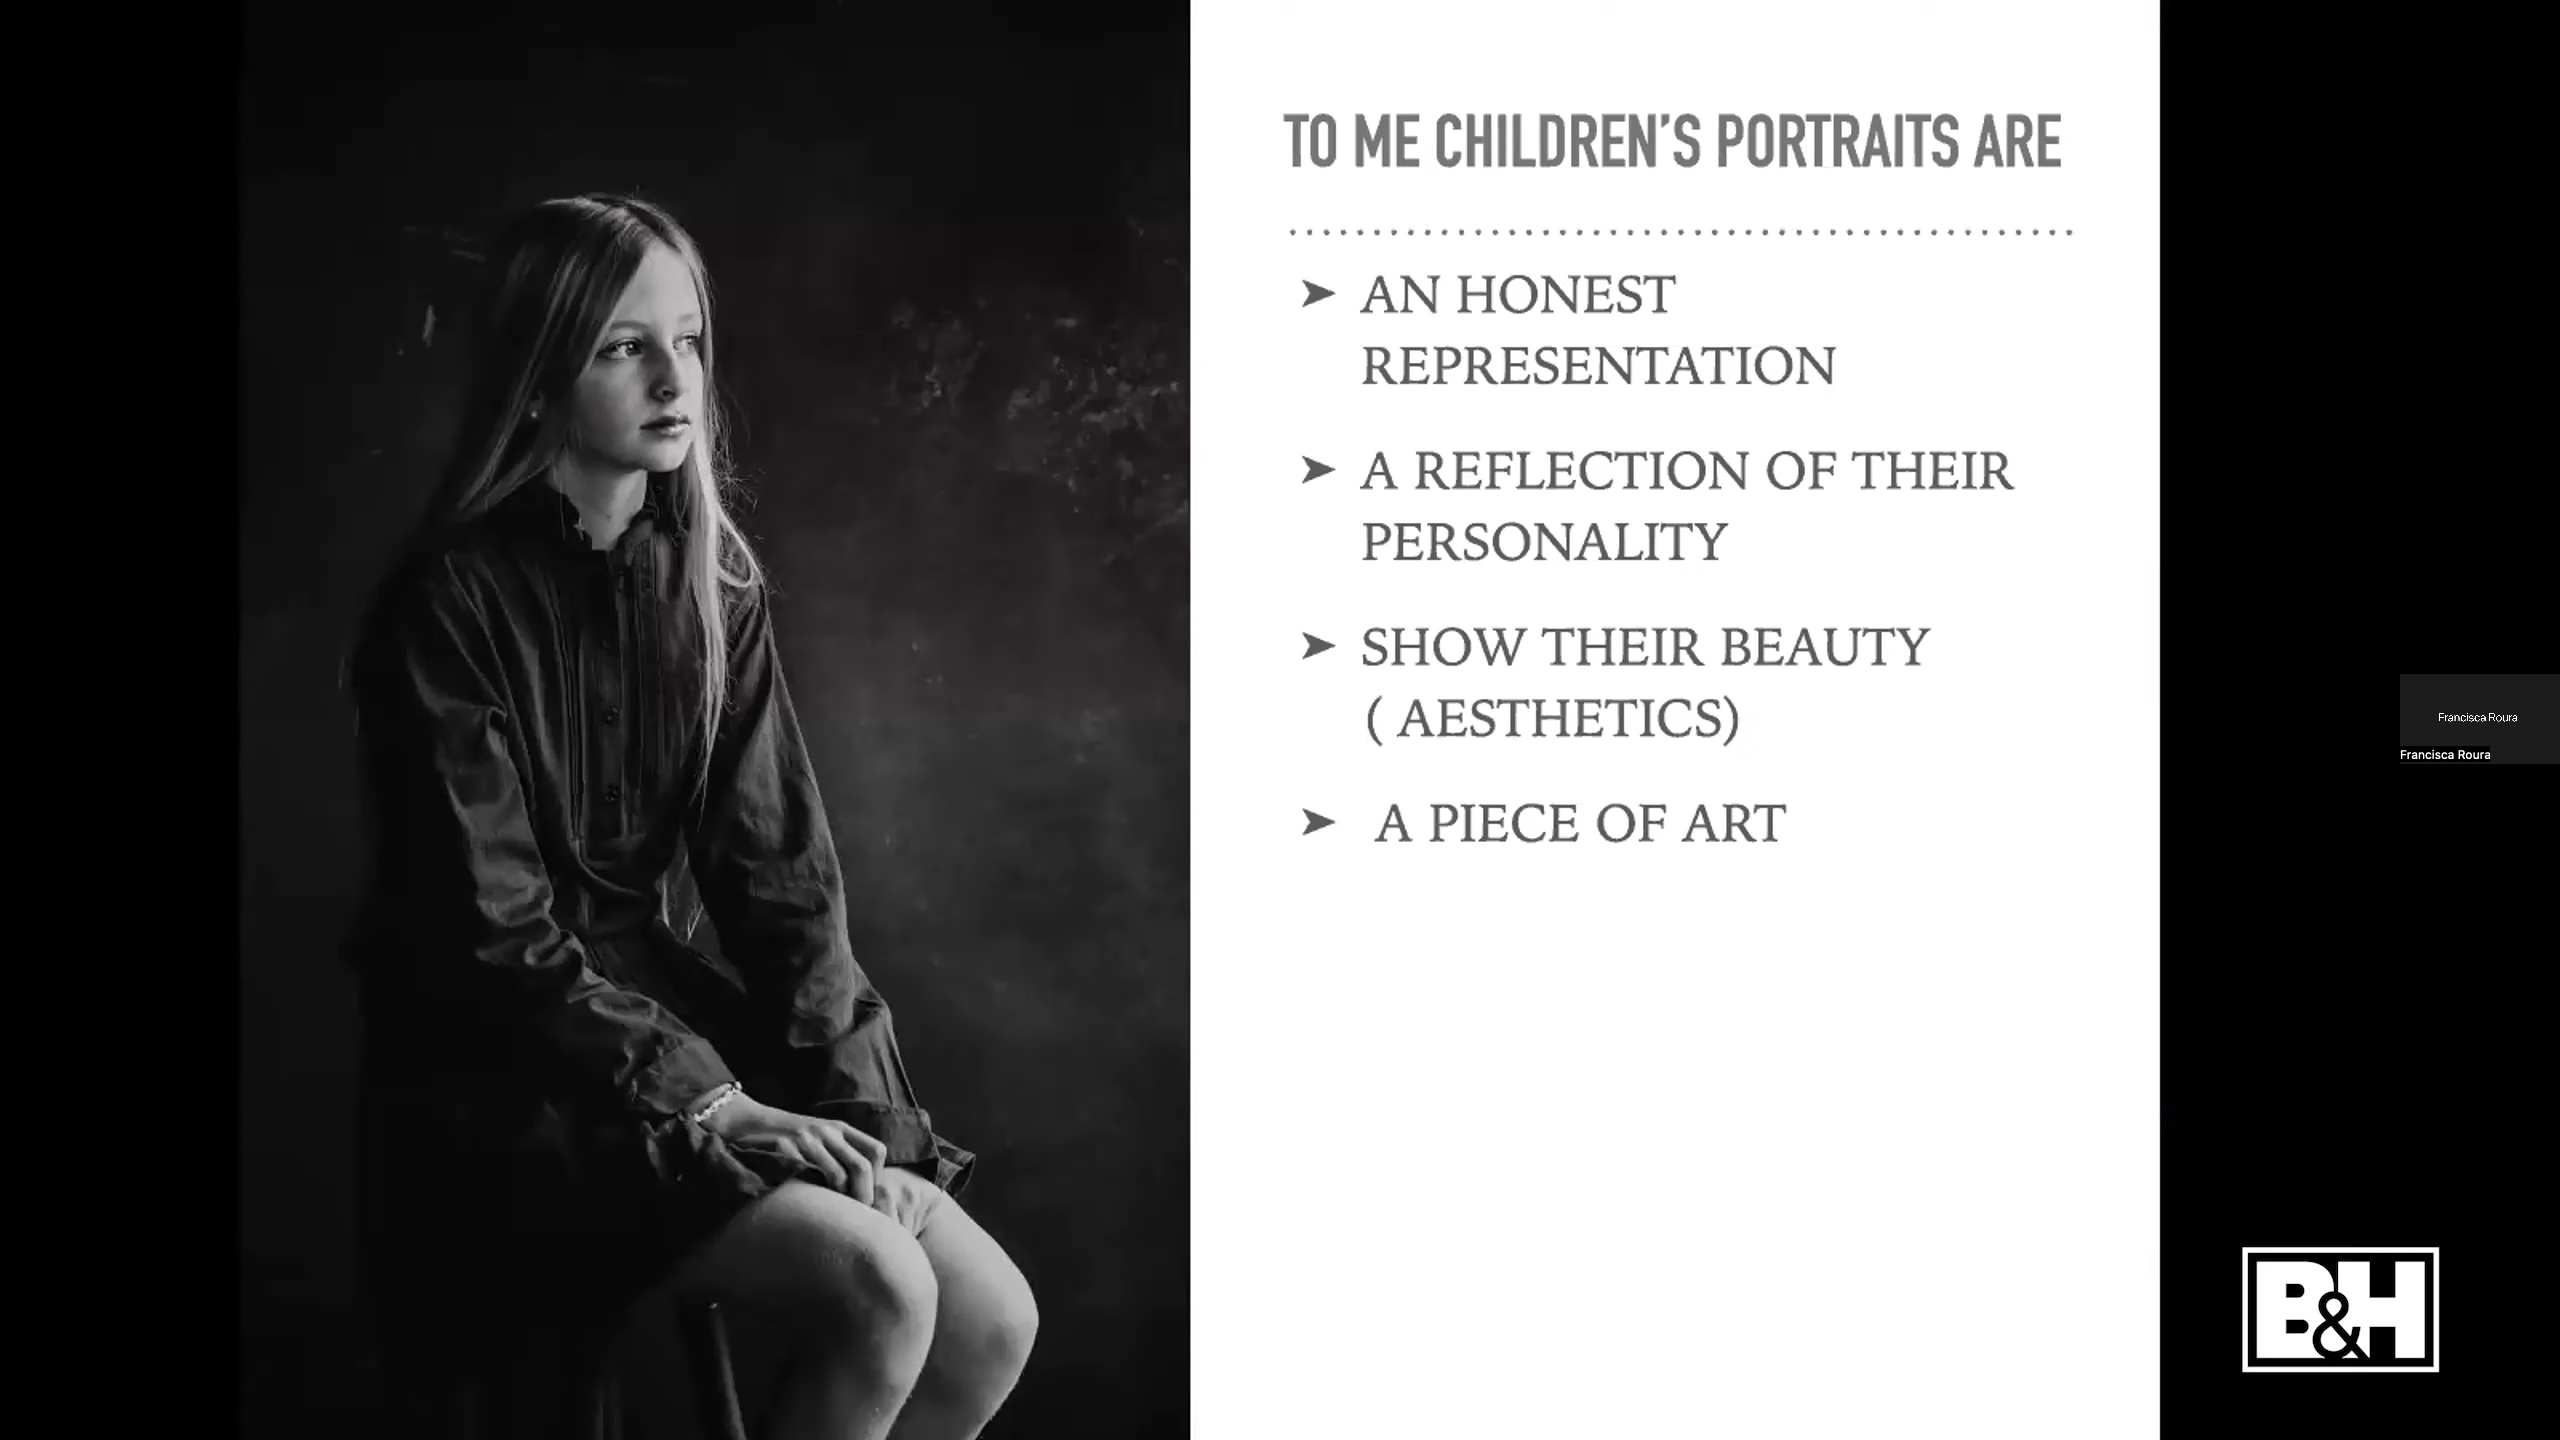 TO ME CHILDREN’S PORTRAITS ARE
➤ AN HONEST
REPRESENTATION
➤ A REFLECTION OF THEIR
PERSONALITY
➤ SHOW THEIR BEAUTY
( AESTHETICS)
➤ A PIECE OF ART
Francisca Roura
Francisca Roura
B&H